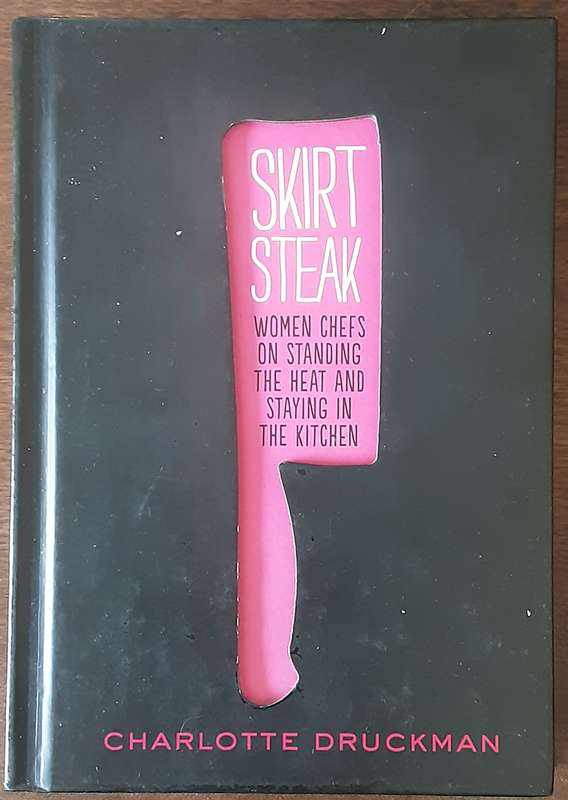 SKIRT
STEAK
WOMEN CHEFS
ON STANDING
THE HEAT AND
STAYING IN
THE KITCHEN
CHARLOTTE DRUCKMAN